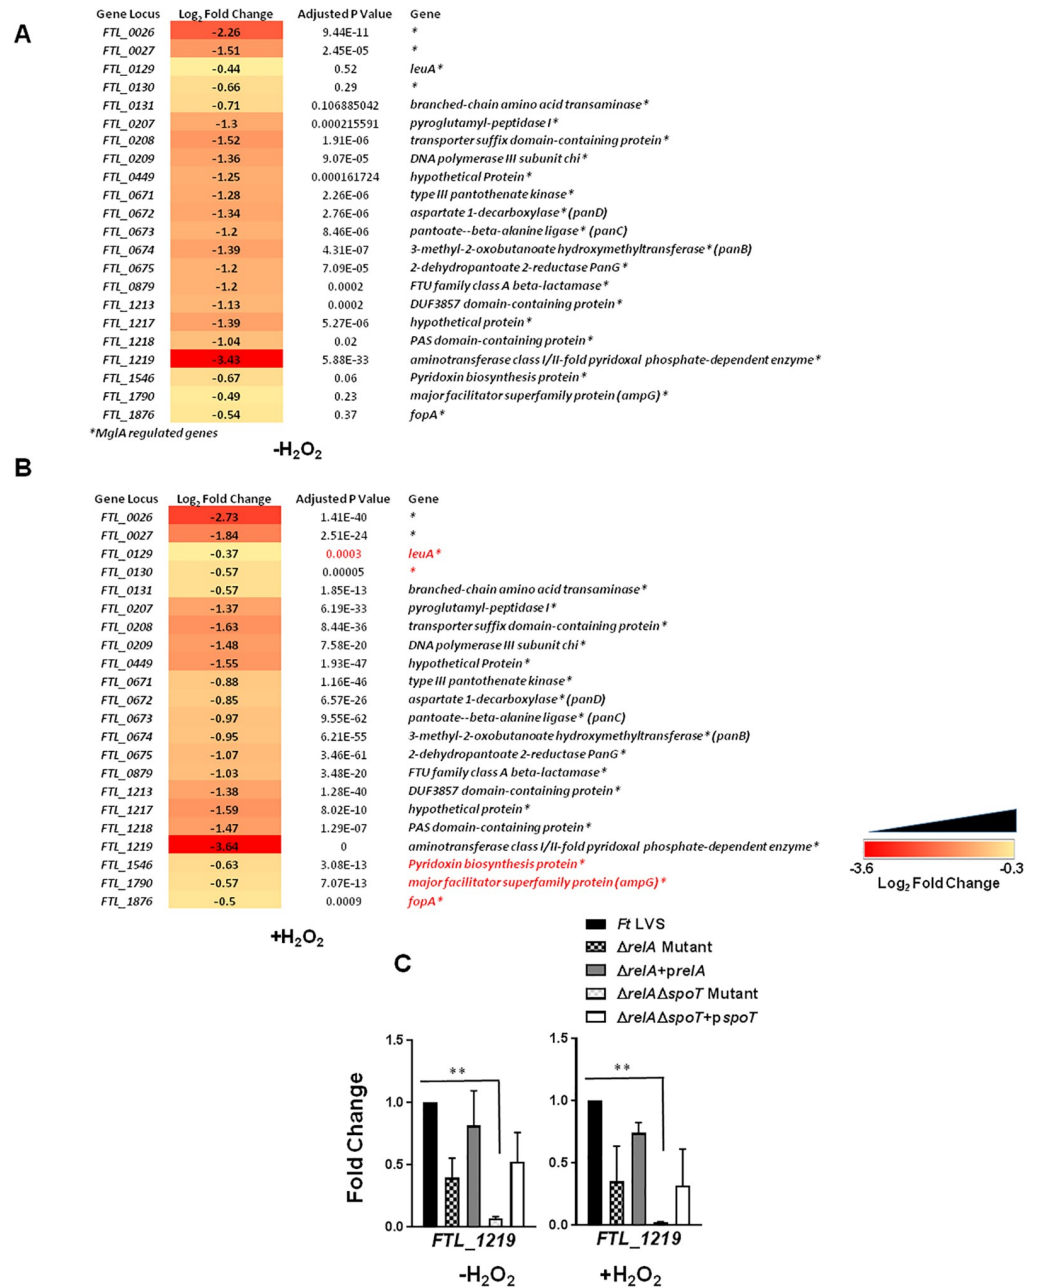 A
Gene Locus Log2 Fold Change Adjusted P Value Gene
FTL_0026 -2.26 9.44E-11 *
FTL_0027 -1.51 2.45E-05 *
FTL_0129 -0.44 0.52 leuA*
FTL_0130 -0.66 0.29 *
FTL_0131 -0.71 0.106885042 branched-chain amino acid transaminase*
FTL_0207 -1.3 0.000215591 pyroglutamyl-peptidase I*
FTL_0208 -1.52 1.91E-06 transporter suffix domain-containing protein*
FTL_0209 -1.36 9.07E-05 DNA polymerase III subunit chi*
FTL_0449 -1.25 0.000161724 hypothetical Protein*
FTL_0671 -1.28 2.26E-06 type III pantothenate kinase*
FTL_0672 -1.34 2.76E-06 aspartate 1-decarboxylase* (panD)
FTL_0673 -1.2 8.46E-06 pantoate--beta-alanine ligase* (panC)
FTL_0674 -1.39 4.31E-07 3-methyl-2-oxobutanoate hydroxymethyltransferase* (panB)
FTL_0675 -1.2 7.09E-05 2-dehydropantoate 2-reductase PanG*
FTL_0879 -1.2 0.0002 FTU family class A beta-lactamase*
FTL_1213 -1.13 0.0002 DUF3857 domain-containing protein*
FTL_1217 -1.39 5.27E-06 hypothetical protein*
FTL_1218 -1.04 0.02 PAS domain-containing protein*
FTL_1219 -3.43 5.88E-33 aminotransferase class I/II-fold pyridoxal phosphate-dependent enzyme*
FTL_1546 -0.67 0.06 Pyridoxin biosynthesis protein*
FTL_1790 -0.49 0.23 major facilitator superfamily protein (ampG)*
FTL_1876 -0.54 0.37 fopA*
*MglA regulated genes
-H2O2
B
Gene Locus Log2 Fold Change Adjusted P Value Gene
FTL_0026 -2.73 1.41E-40 *
FTL_0027 -1.84 2.51E-24 *
FTL_0129 -0.37 0.0003 leuA*
FTL_0130 -0.57 0.00005 *
FTL_0131 -0.57 1.85E-13 branched-chain amino acid transaminase*
FTL_0207 -1.37 6.19E-33 pyroglutamyl-peptidase I*
FTL_0208 -1.63 8.44E-36 transporter suffix domain-containing protein*
FTL_0209 -1.48 7.58E-20 DNA polymerase III subunit chi*
FTL_0449 -1.55 1.93E-47 hypothetical Protein*
FTL_0671 -0.88 1.16E-46 type III pantothenate kinase*
FTL_0672 -0.85 6.57E-26 aspartate 1-decarboxylase* (panD)
FTL_0673 -0.97 9.55E-62 pantoate--beta-alanine ligase* (panC)
FTL_0674 -0.95 6.21E-55 3-methyl-2-oxobutanoate hydroxymethyltransferase* (panB)
FTL_0675 -1.07 3.46E-61 2-dehydropantoate 2-reductase PanG*
FTL_0879 -1.03 3.48E-20 FTU family class A beta-lactamase*
FTL_1213 -1.38 1.28E-40 DUF3857 domain-containing protein*
FTL_1217 -1.59 8.02E-10 hypothetical protein*
FTL_1218 -1.47 1.29E-07 PAS domain-containing protein*
FTL_1219 -3.64 0 aminotransferase class I/II-fold pyridoxal phosphate-dependent enzyme*
FTL_1546 -0.63 3.08E-13 Pyridoxin biosynthesis protein*
FTL_1790 -0.57 7.07E-13 major facilitator superfamily protein (ampG)*
FTL_1876 -0.5 0.0009 fopA*
-3.6 -0.3
Log2 Fold Change
+H2O2
C
Ft LVS
ΔrelA Mutant
ΔrelA+prelA
ΔrelAΔspoT Mutant
ΔrelAΔspoT+pspoT
Fold Change
1.5 1.5
** **
1.0 1.0
0.5 0.5
0.0 0.0
FTL_1219 FTL_1219
-H2O2 +H2O2